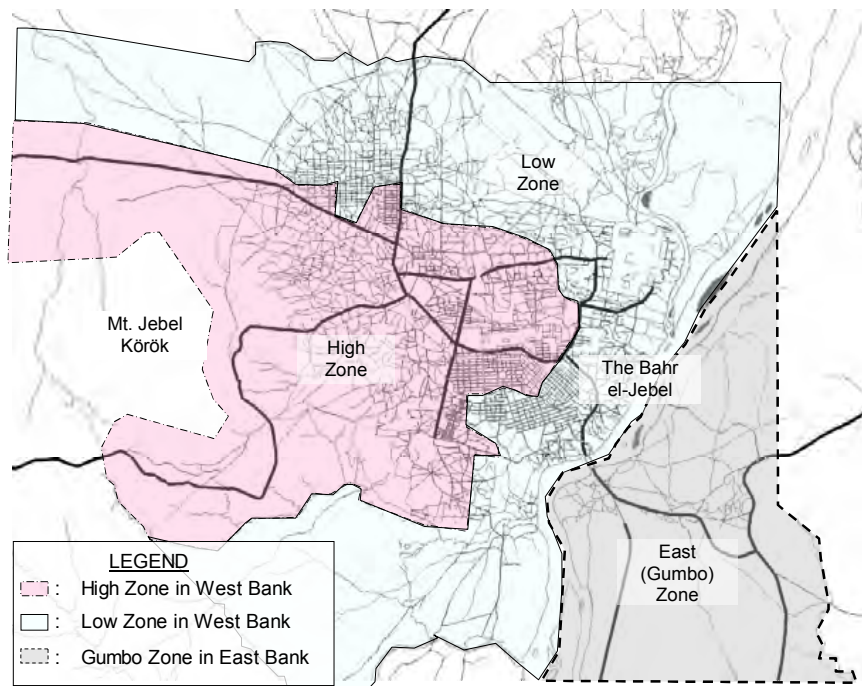 Low
Zone
Mt. Jebel
Körök
High
Zone
The Bahr
el-Jebel
East
(Gumbo)
Zone
LEGEND
: High Zone in West Bank
: Low Zone in West Bank
: Gumbo Zone in East Bank